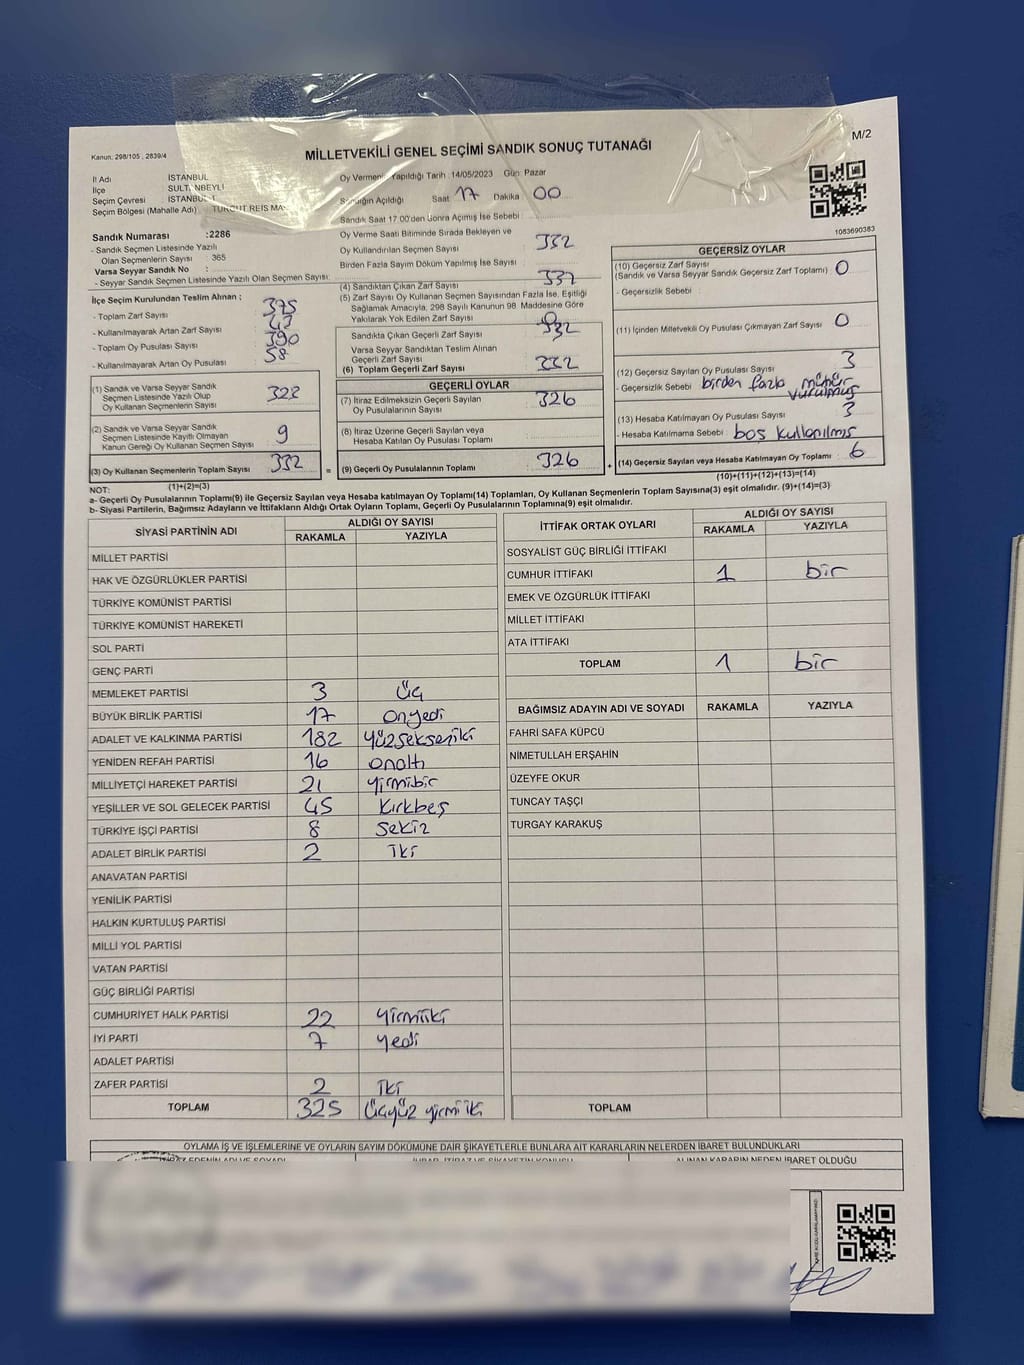 Kanun: 298/105 , 2839/4
MİLLETVEKİLİ GENEL SEÇİMİ SANDIK SONUÇ TUTANAĞI
M/2
İl Adı İSTANBUL
İlçe SULTANBEYLİ
Seçim Çevresi İSTANBUL 1
Seçim Bölgesi (Mahalle Adı) TURGUT REİS MA
Oy Vermenin Yapıldığı Tarih :14/05/2023 Gün: Pazar
Sandığın Açıldığı Saat 17 Dakika 00
Sandık Saat 17:00'den Sonra Açılmış İse Sebebi
1083690383
Sandık Numarası :2286
- Sandık Seçmen Listesinde Yazılı
Olan Seçmenlerin Sayısı : 365
Varsa Seyyar Sandık No :
- Seyyar Sandık Seçmen Listesinde Yazılı Olan Seçmen Sayısı:
Oy Verme Saati Bitiminde Sırada Bekleyen ve
Oy Kullandırılan Seçmen Sayısı 332
Birden Fazla Sayım Döküm Yapılmış İse Sayısı
(4) Sandıktan Çıkan Zarf Sayısı 332
(5) Zarf Sayısı Oy Kullanan Seçmen Sayısından Fazla İse, Eşitliği
Sağlamak Amacıyla, 298 Sayılı Kanunun 98. Maddesine Göre
Yakılarak Yok Edilen Zarf Sayısı 0
Sandıkta Çıkan Geçerli Zarf Sayısı 332
Varsa Seyyar Sandıktan Teslim Alınan
Geçerli Zarf Sayısı
(6) Toplam Geçerli Zarf Sayısı 332
İlçe Seçim Kurulundan Teslim Alınan :
- Toplam Zarf Sayısı 375
- Kullanılmayarak Artan Zarf Sayısı 43
- Toplam Oy Pusulası Sayısı 390
- Kullanılmayarak Artan Oy Pusulası 58
(1) Sandık ve Varsa Seyyar Sandık
Seçmen Listesinde Yazılı Olup
Oy Kullanan Seçmenlerin Sayısı 323
(2) Sandık ve Varsa Seyyar Sandık
Seçmen Listesinde Kayıtlı Olmayan
Kanun Gereği Oy Kullanan Seçmen Sayısı 9
(3) Oy Kullanan Seçmenlerin Toplam Sayısı 332
(1)+(2)=(3)
GEÇERLİ OYLAR
(7) İtiraz Edilmeksizin Geçerli Sayılan
Oy Pusulalarının Sayısı 326
(8) İtiraz Üzerine Geçerli Sayılan veya
Hesaba Katılan Oy Pusulası Toplamı
= (9) Geçerli Oy Pusulalarının Toplamı 326 +
GEÇERSİZ OYLAR
(10) Geçersiz Zarf Sayısı
(Sandık ve Varsa Seyyar Sandık Geçersiz Zarf Toplamı) 0
- Geçersizlik Sebebi :
(11) İçinden Milletvekili Oy Pusulası Çıkmayan Zarf Sayısı 0
(12) Geçersiz Sayılan Oy Pusulası Sayısı 3
- Geçersizlik Sebebi birden fazla mühür
vurulmuş
(13) Hesaba Katılmayan Oy Pusulası Sayısı 3
- Hesaba Katılmama Sebebi : boş kullanılmış
(14) Geçersiz Sayılan veya Hesaba Katılmayan Oy Toplamı 6
(10)+(11)+(12)+(13)=(14)
NOT:
a- Geçerli Oy Pusulalarının Toplamı(9) ile Geçersiz Sayılan veya Hesaba katılmayan Oy Toplamı(14) Toplamları, Oy Kullanan Seçmenlerin Toplam Sayısına(3) eşit olmalıdır. (9)+(14)=(3)
b- Siyasi Partilerin, Bağımsız Adayların ve İttifakların Aldığı Ortak Oyların Toplamı, Geçerli Oy Pusulalarının Toplamına(9) eşit olmalıdır.
SİYASİ PARTİNİN ADI ALDIĞI OY SAYISI
RAKAMLA YAZIYLA
MİLLET PARTİSİ
HAK VE ÖZGÜRLÜKLER PARTİSİ
TÜRKİYE KOMÜNİST PARTİSİ
TÜRKİYE KOMÜNİST HAREKETİ
SOL PARTİ
GENÇ PARTİ
MEMLEKET PARTİSİ 3 Üç
BÜYÜK BİRLİK PARTİSİ 17 onyedi
ADALET VE KALKINMA PARTİSİ 182 yüzsekseniki
YENİDEN REFAH PARTİSİ 16 onaltı
MİLLİYETÇİ HAREKET PARTİSİ 21 yirmibir
YEŞİLLER VE SOL GELECEK PARTİSİ 45 Kırkbeş
TÜRKİYE İŞÇİ PARTİSİ 8 sekiz
ADALET BİRLİK PARTİSİ 2 iki
ANAVATAN PARTİSİ
YENİLİK PARTİSİ
HALKIN KURTULUŞ PARTİSİ
MİLLİ YOL PARTİSİ
VATAN PARTİSİ
GÜÇ BİRLİĞİ PARTİSİ
CUMHURİYET HALK PARTİSİ 22 yirmiiki
İYİ PARTİ 7 yedi
ADALET PARTİSİ
ZAFER PARTİSİ 2 iki
TOPLAM 325 Üçyüz yirmi iki
İTTİFAK ORTAK OYLARI ALDIĞI OY SAYISI
RAKAMLA YAZIYLA
SOSYALİST GÜÇ BİRLİĞİ İTTİFAKI
CUMHUR İTTİFAKI 1 bir
EMEK VE ÖZGÜRLÜK İTTİFAKI
MİLLET İTTİFAKI
ATA İTTİFAKI
TOPLAM 1 bir
BAĞIMSIZ ADAYIN ADI VE SOYADI RAKAMLA YAZIYLA
FAHRİ SAFA KÜPCÜ
NİMETULLAH ERŞAHİN
ÜZEYFE OKUR
TUNCAY TAŞÇI
TURGAY KARAKUŞ
TOPLAM
OYLAMA İŞ VE İŞLEMLERİNE VE OYLARIN SAYIM DÖKÜMÜNE DAİR ŞİKAYETLERLE BUNLARA AİT KARARLARIN NELERDEN İBARET BULUNDUKLARI
ALINAN KARARIN NEDEN İBARET OLDUĞU